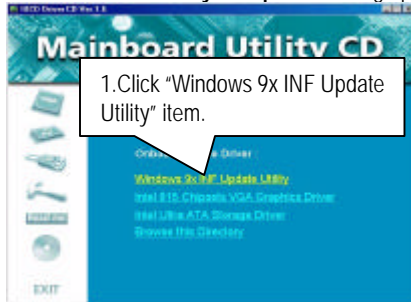 Mainboard Utility CD
1.Click “Windows 9x INF Update
Utility” item.
Windows 9x INF Update Utility
Intel 815 Chipsets VGA Graphics Driver
Intel Ultra ATA Storage Driver
Browse this Directory
EXIT